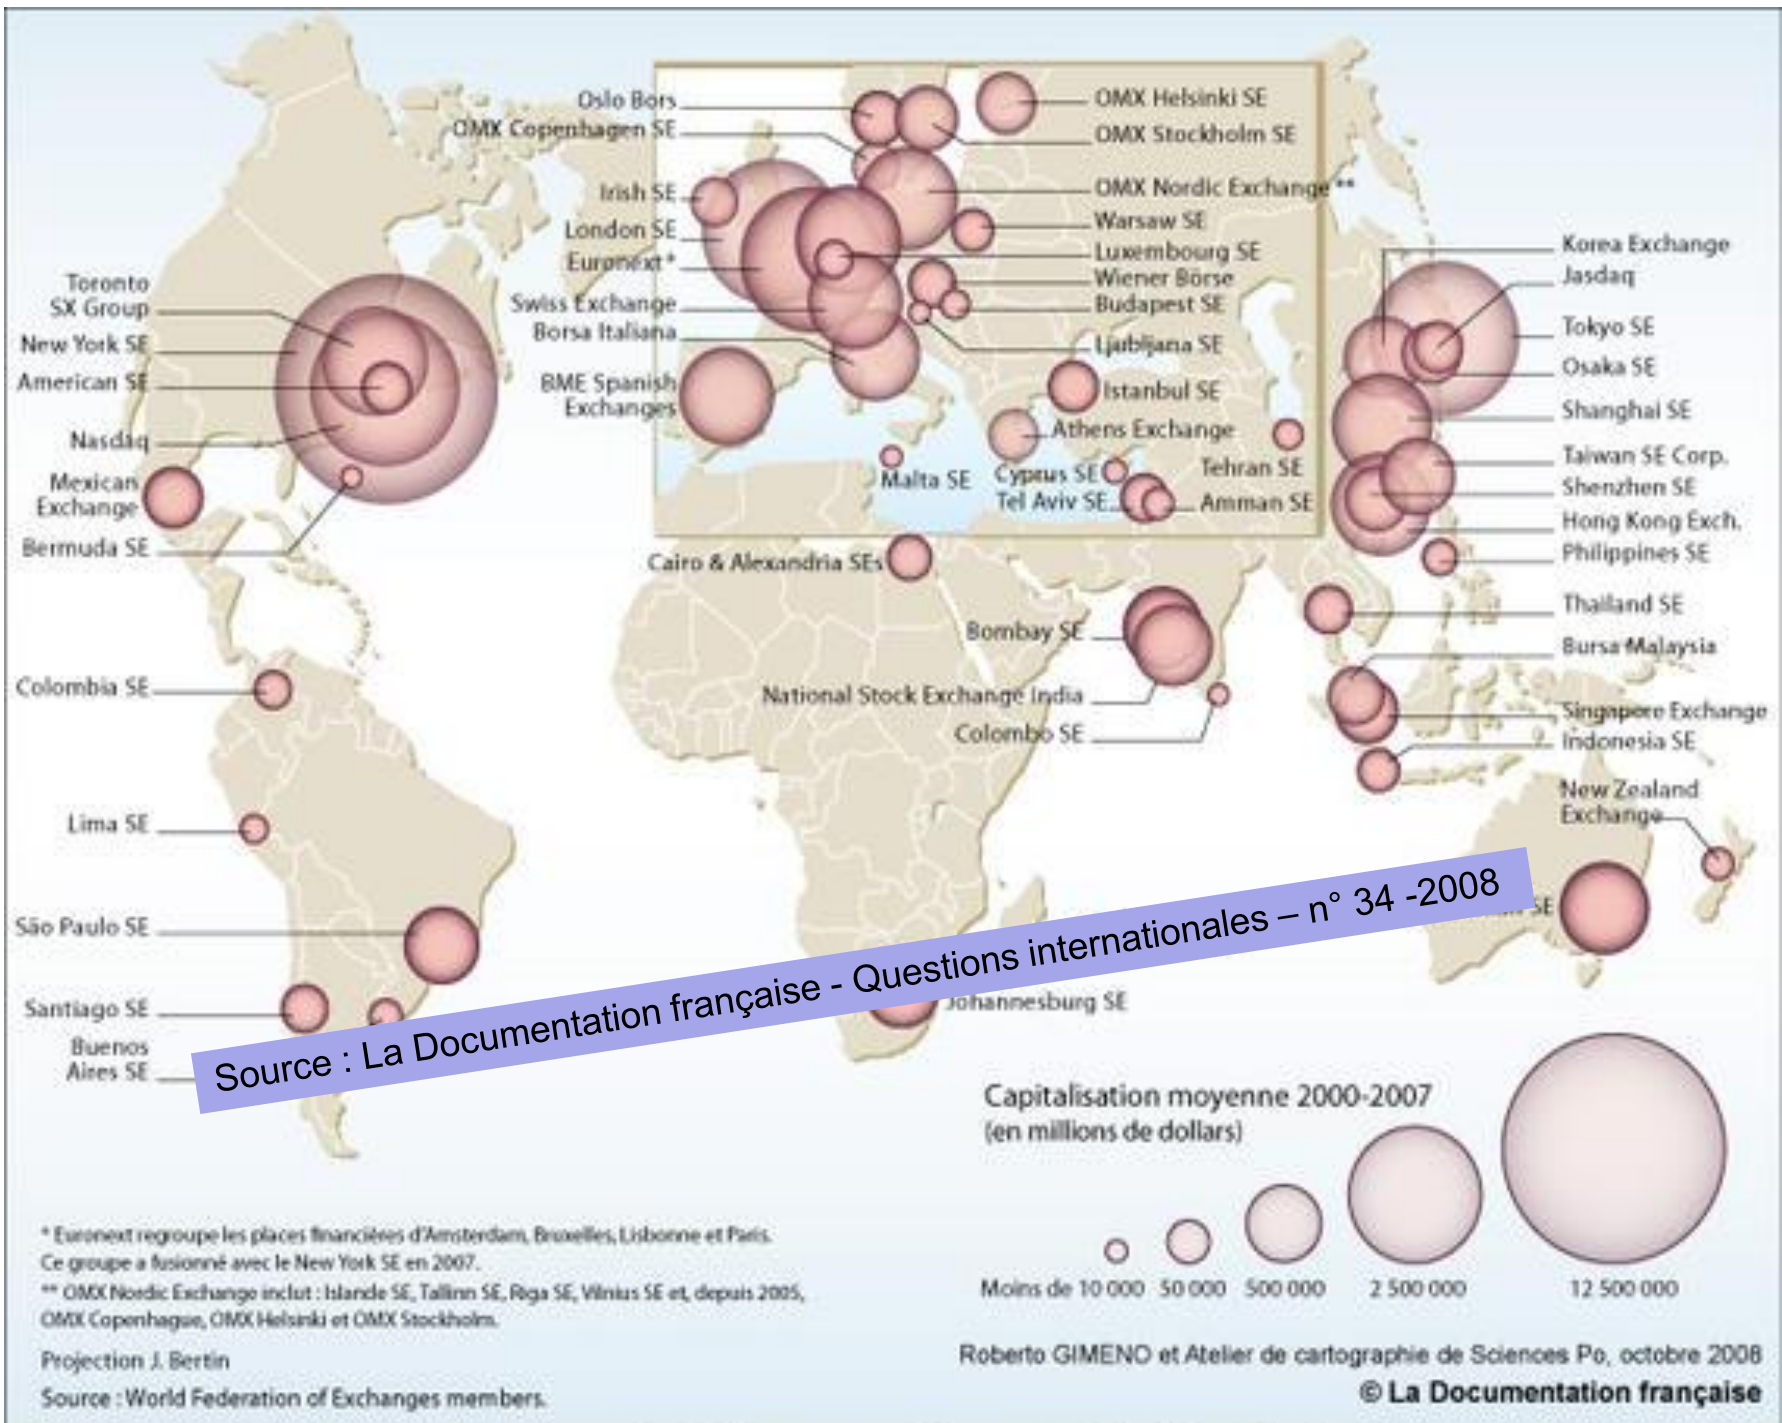 Oslo Bors
OMX Copenhagen SE
Irish SE
London SE
Euronext *
Swiss Exchange
Borsa Italiana
BME Spanish
Exchanges
OMX Helsinki SE
OMX Stockholm SE
OMX Nordic Exchange **
Warsaw SE
Luxembourg SE
Wiener Börse
Budapest SE
Ljubljana SE
Istanbul SE
Athens Exchange
Malta SE
Cyprus SE
Tehran SE
Tel Aviv SE
Amman SE
Toronto
SX Group
New York SE
American SE
Nasdaq
Mexican
Exchange
Bermuda SE
Korea Exchange
Jasdaq
Tokyo SE
Osaka SE
Shanghai SE
Taiwan SE Corp.
Shenzhen SE
Hong Kong Exch.
Philippines SE
Thailand SE
Bursa Malaysia
Singapore Exchange
Indonesia SE
New Zealand
Exchange
SE
Cairo & Alexandria SEs
Bombay SE
National Stock Exchange India
Colombo SE
Colombia SE
Lima SE
São Paulo SE
Santiago SE
Buenos
Aires SE
Johannesburg SE
Source : La Documentation française - Questions internationales – n° 34 -2008
Capitalisation moyenne 2000-2007
(en millions de dollars)
Moins de 10 000 50 000 500 000 2 500 000 12 500 000
* Euronext regroupe les places financières d'Amsterdam, Bruxelles, Lisbonne et Paris.
Ce groupe a fusionné avec le New York SE en 2007.
** OMX Nordic Exchange inclut : Islande SE, Tallinn SE, Riga SE, Vilnius SE et, depuis 2005,
OMX Copenhague, OMX Helsinki et OMX Stockholm.
Projection J. Bertin
Source : World Federation of Exchanges members.
Roberto GIMENO et Atelier de cartographie de Sciences Po, octobre 2008
© La Documentation française